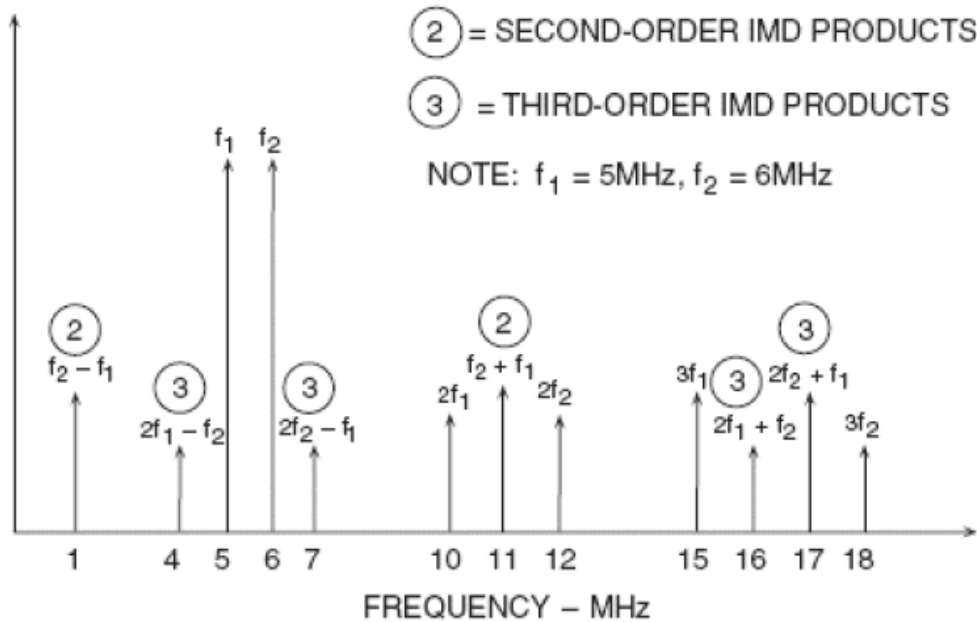 2 = SECOND-ORDER IMD PRODUCTS
3 = THIRD-ORDER IMD PRODUCTS
NOTE: f1 = 5MHz, f2 = 6MHz
f1 f2
2
f2 – f1
3
2f1 – f2
3
2f2 – f1
2
f2 + f1
2f1
2f2
3
3f1
3
2f2 + f1
2f1 + f2
3f2
1 4 5 6 7 10 11 12 15 16 17 18
FREQUENCY – MHz